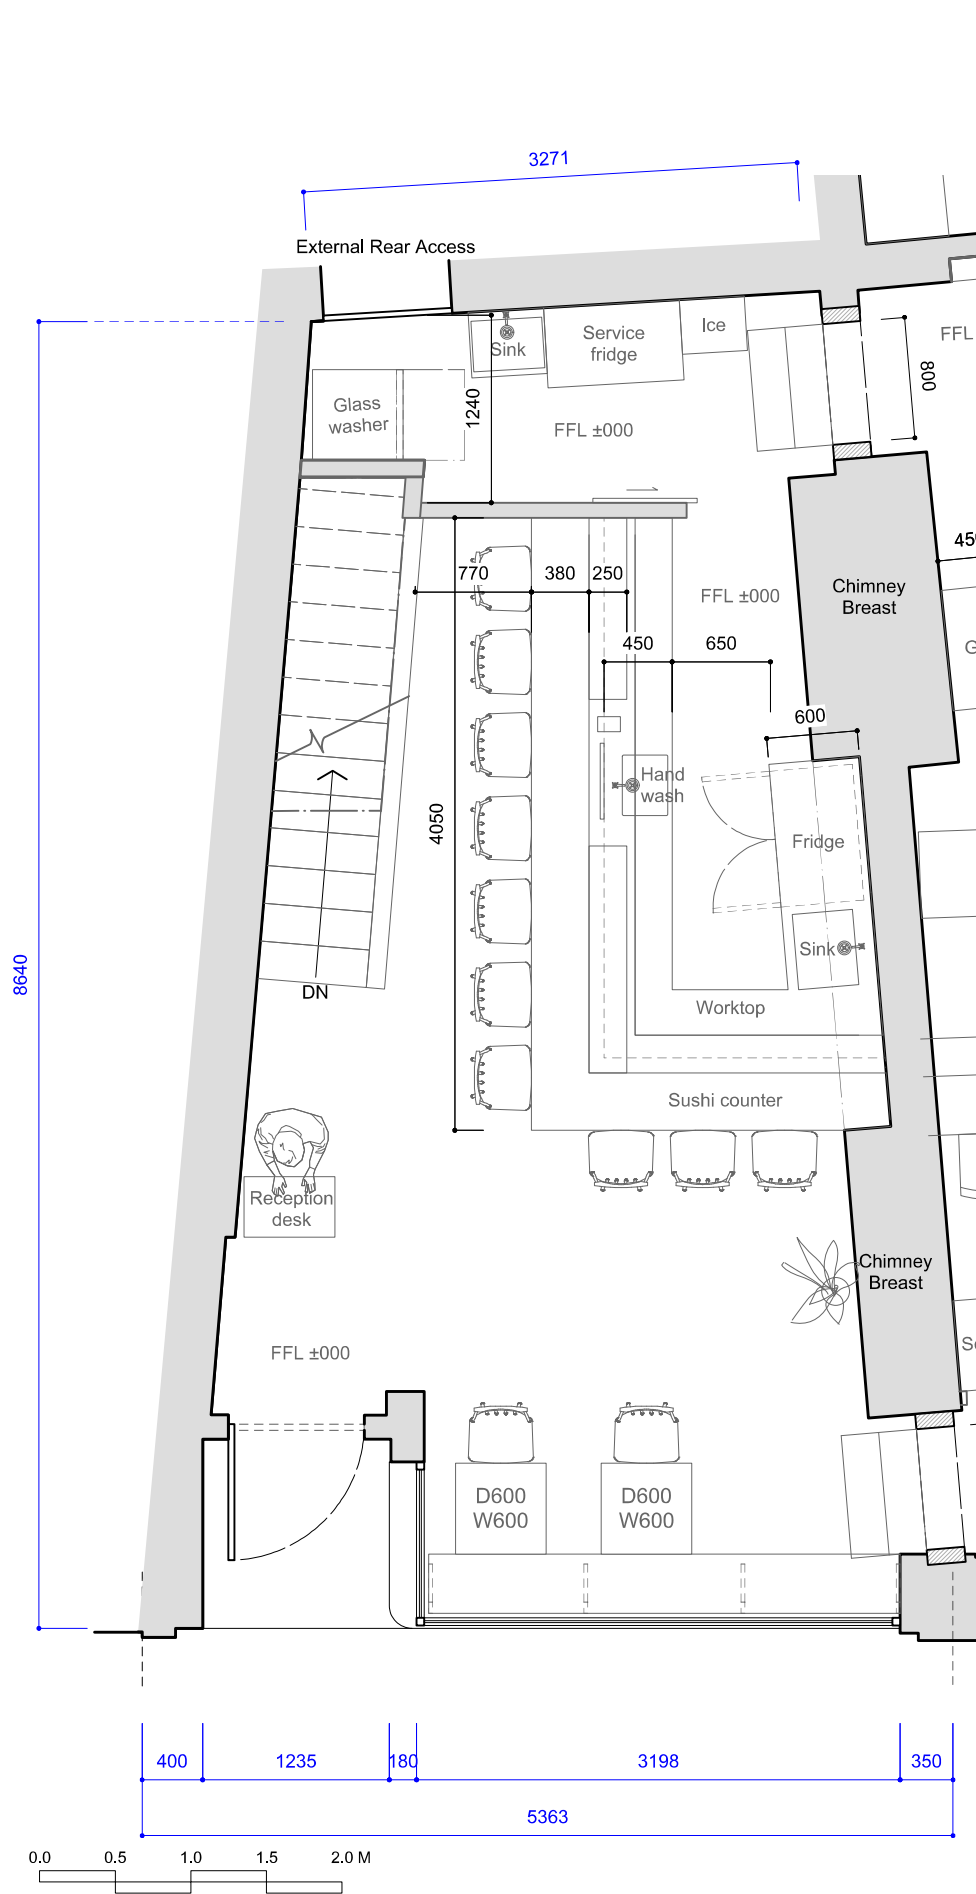 3271
External Rear Access
Sink
Service
fridge
Ice
FFL
800
Glass
washer
1240
FFL ±000
770
380
250
FFL ±000
Chimney
Breast
450
650
600
Hand
wash
Fridge
4050
Sink
8640
DN
Worktop
Sushi counter
Reception
desk
Chimney
Breast
FFL ±000
D600
W600
D600
W600
400
1235
180
3198
350
5363
0.0
0.5
1.0
1.5
2.0 M